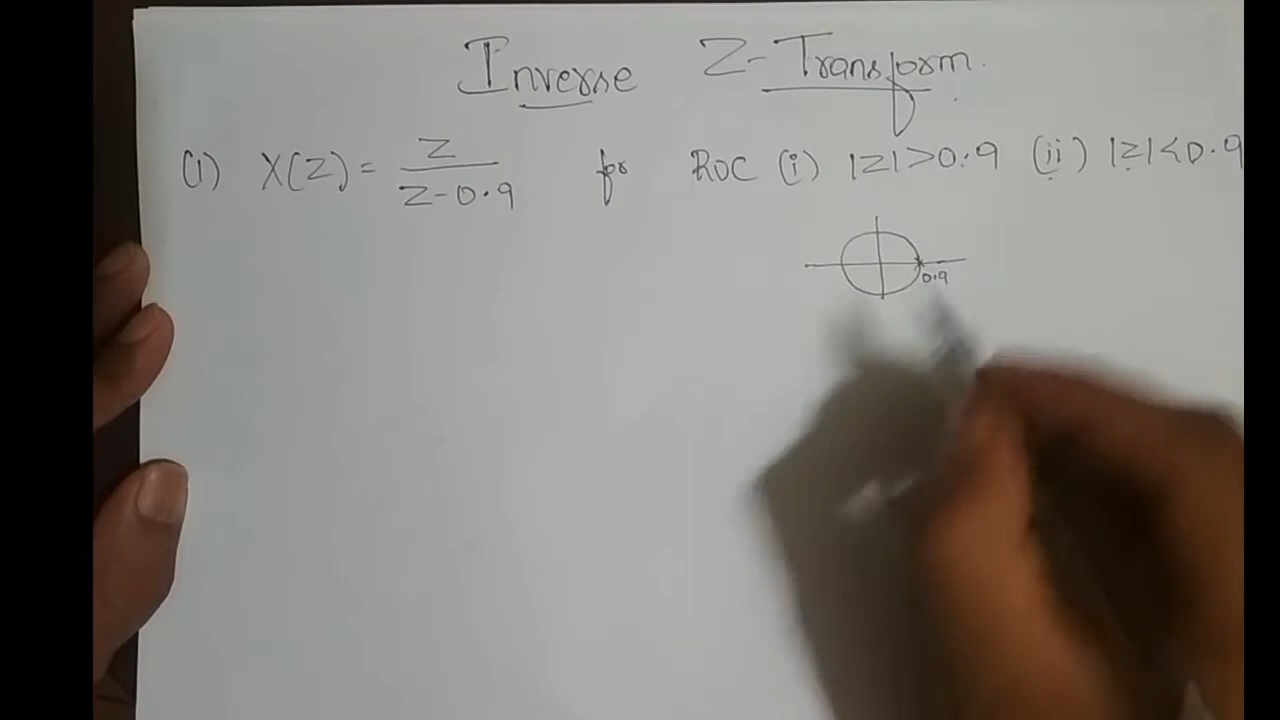 Inverse Z-Transform.
(1) X(Z) = Z / Z-0.9 for ROC (i) |Z|>0.9 (ii) |Z|<0.9
0.9